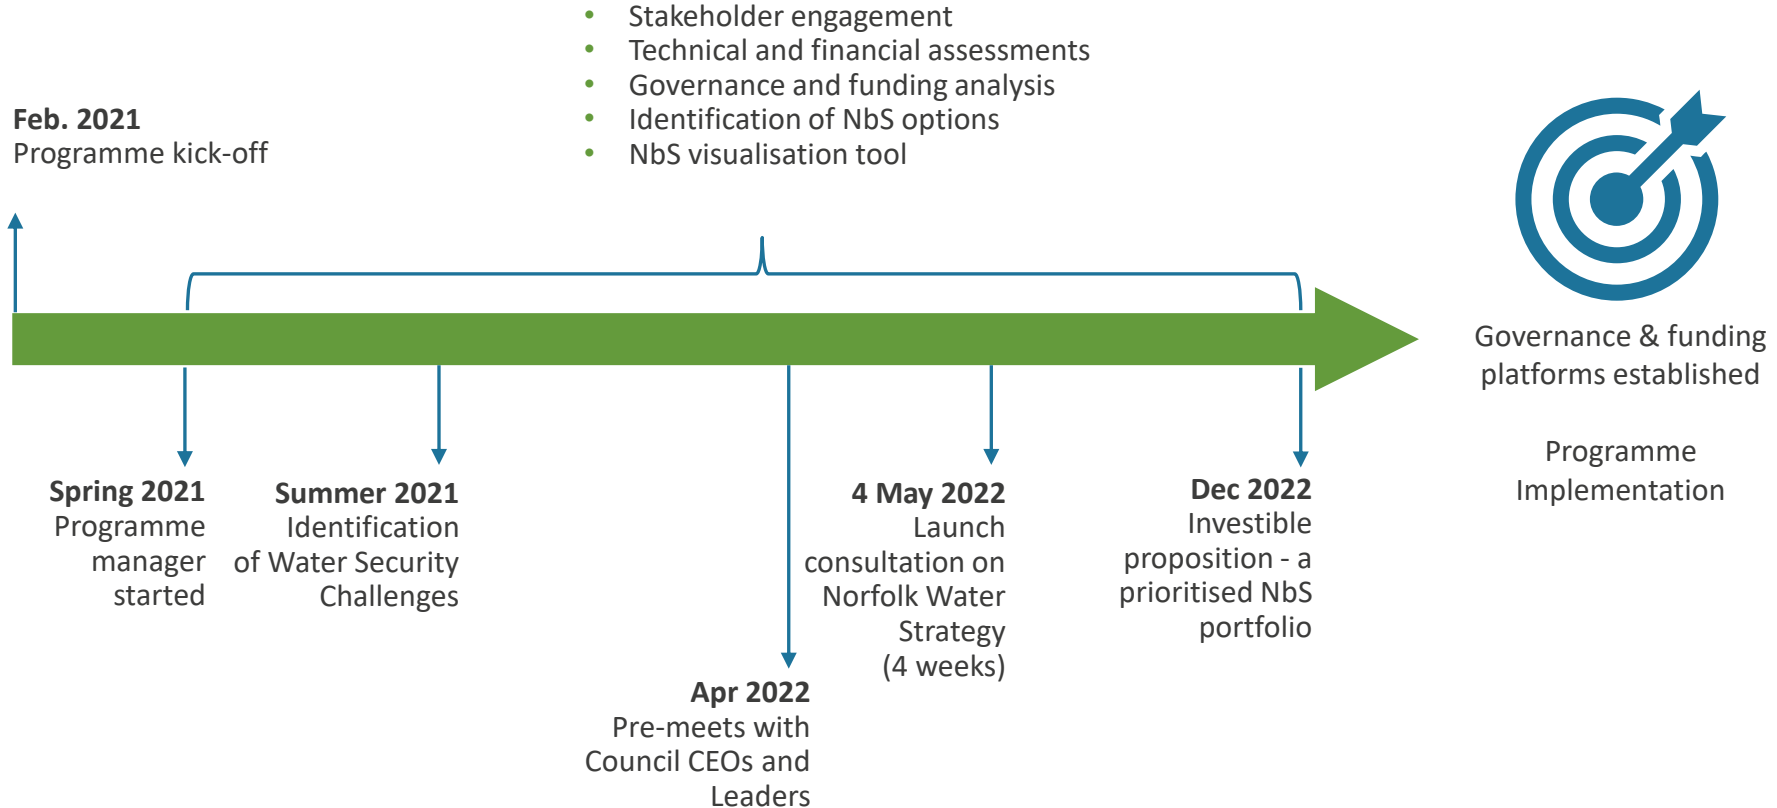 • Stakeholder engagement
• Technical and financial assessments
• Governance and funding analysis
• Identification of NbS options
• NbS visualisation tool
Feb. 2021
Programme kick-off
Governance & funding
platforms established
Programme
Implementation
Spring 2021
Programme
manager
started
Summer 2021
Identification
of Water Security
Challenges
Apr 2022
Pre-meets with
Council CEOs and
Leaders
4 May 2022
Launch
consultation on
Norfolk Water
Strategy
(4 weeks)
Dec 2022
Investible
proposition - a
prioritised NbS
portfolio